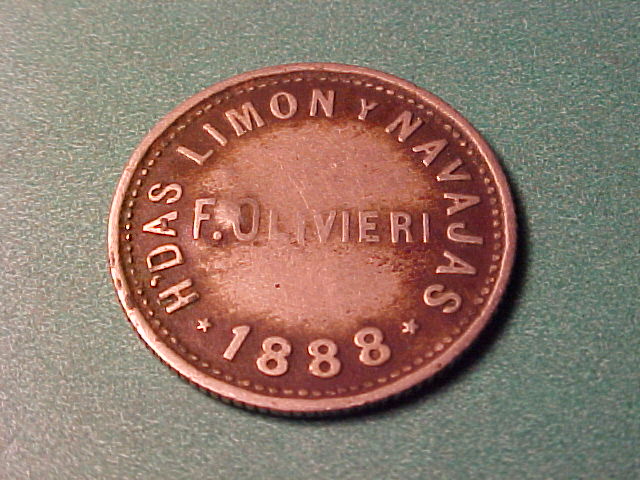 H'DAS LIMON Y NAVAJAS
F. OLIVIERI
* 1888 *